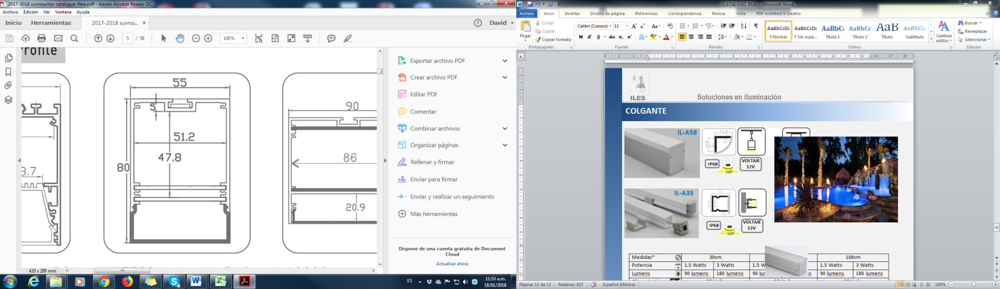 2017-2018 surmountor catalogue-New.pdf - Adobe Acrobat Reader DC
Archivo Edición Ver Ventana Ayuda
Inicio Herramientas 2017-2018 surmo... × David
5 / 58 100%
rofile
55
5
51.2
47.8
80
3.7
90
86
20.9
420 x 280 mm
Exportar archivo PDF
Crear archivo PDF
Editar PDF
Comentar
Combinar archivos
Organizar páginas
Rellenar y firmar
Enviar para firmar
Enviar y realizar un seguimiento
Más herramientas
Dispone de una cuenta gratuita de Document
Cloud
Actualizar ahora
ES 11:53 a.m.
18/01/2018
CATALOGO 2018 - Microsoft Word
Archivo Inicio Insertar Diseño de página Referencias Correspondencia Revisar Vista PDF Architect 5 Creator
Pegar
Cortar
Copiar
Copiar formato
Portapapeles
Calibri (Cuerpo) 11
N K S abc
Fuente
Párrafo
AaBbCcDc AaBbCcDc AaBbC AaBbCc AaB AaBbCc.
¶ Normal ¶ Sin espa... Título 1 Título 2 Título Subtítulo
Cambiar
estilos
Estilos
Buscar
Reemplazar
Seleccionar
Edición
ILES
Soluciones en iluminación
COLGANTE
IL-A58
11.4
IP68
120°
VOLTAJE
12V
IL-A35
IP68
120°
VOLTAJE
12V
Medidas* 30cm 100cm
Potencia 1.5 Watts 3 Watts 1.5 W 1.5 Watts 3 Watts
Lumens 90 lumens 180 lumens 90 lu s 90 lumens 180 lumens
Página: 11 de 12 Palabras: 827 Español (México) 100%